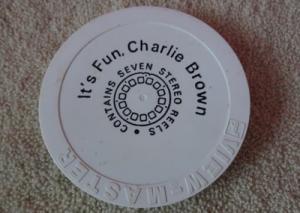 It's Fun, Charlie Brown
• CONTAINS SEVEN STEREO REELS
VIEW-MASTER